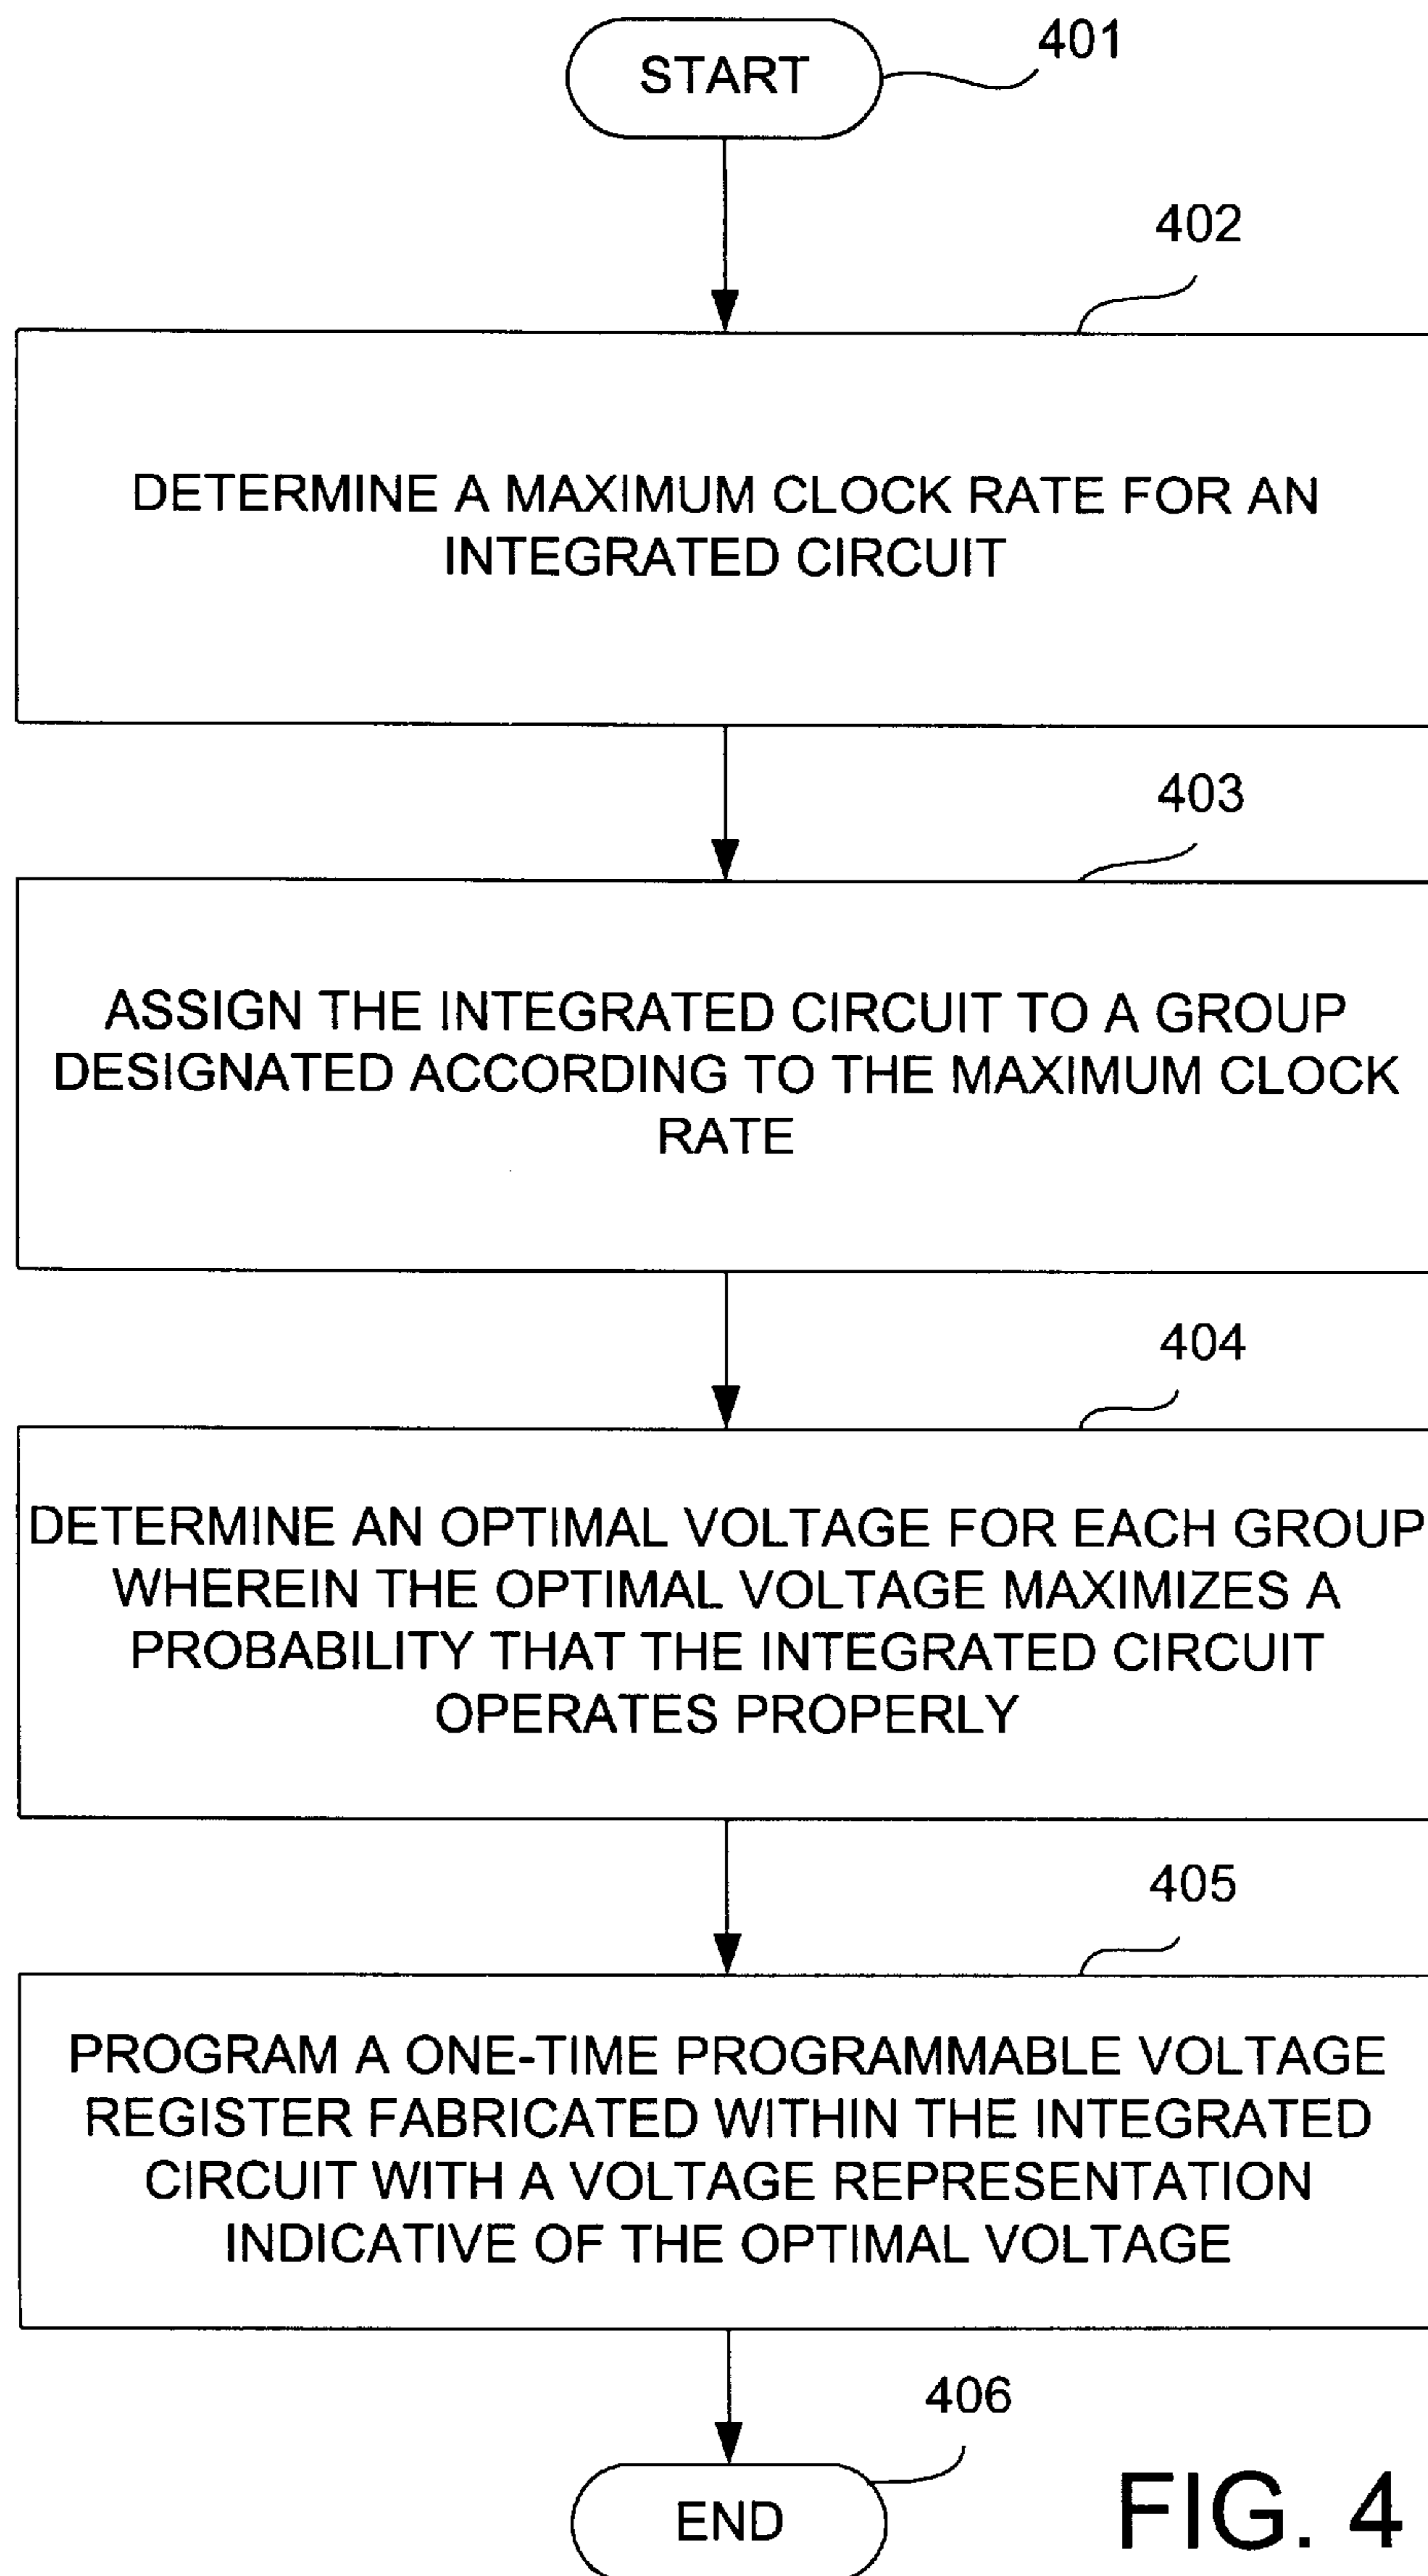 START
401
402
DETERMINE A MAXIMUM CLOCK RATE FOR AN
INTEGRATED CIRCUIT
403
ASSIGN THE INTEGRATED CIRCUIT TO A GROUP
DESIGNATED ACCORDING TO THE MAXIMUM CLOCK
RATE
404
DETERMINE AN OPTIMAL VOLTAGE FOR EACH GROUP
WHEREIN THE OPTIMAL VOLTAGE MAXIMIZES A
PROBABILITY THAT THE INTEGRATED CIRCUIT
OPERATES PROPERLY
405
PROGRAM A ONE-TIME PROGRAMMABLE VOLTAGE
REGISTER FABRICATED WITHIN THE INTEGRATED
CIRCUIT WITH A VOLTAGE REPRESENTATION
INDICATIVE OF THE OPTIMAL VOLTAGE
406
END
FIG. 4